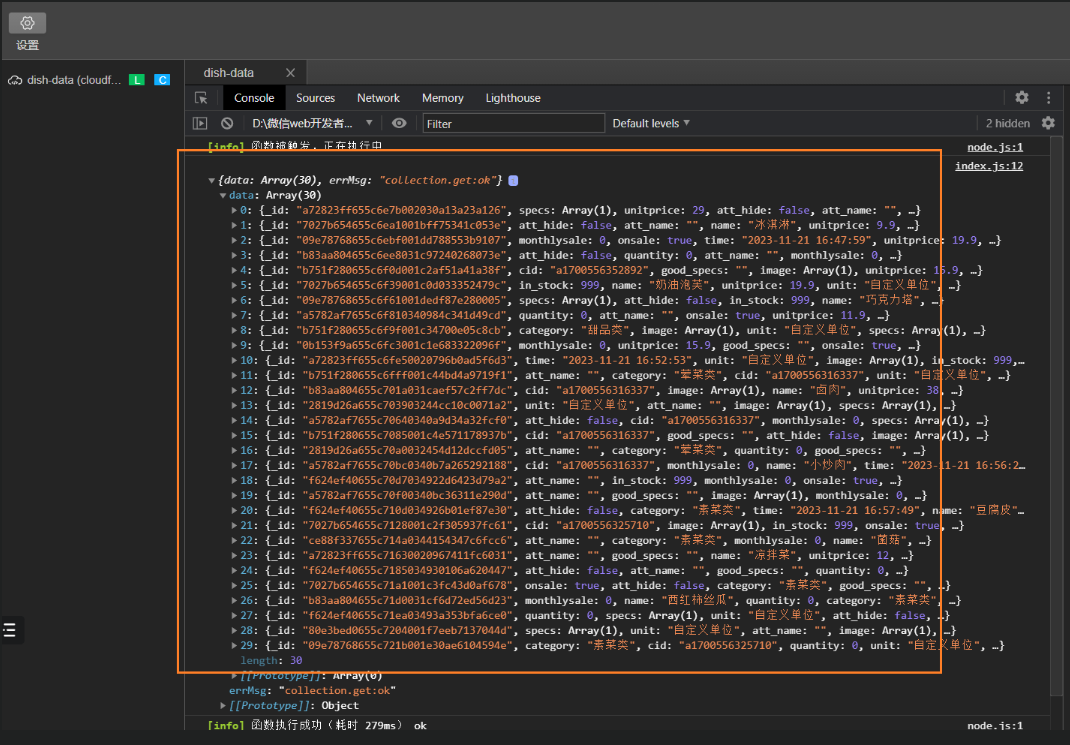 设置
dish-data (cloudf... L C
dish-data
Console Sources Network Memory Lighthouse
D:\微信web开发者... Filter Default levels 2 hidden
[info] 函数被触发,正在执行中 node.js:1
index.js:12
{data: Array(30), errMsg: "collection.get:ok"}
data: Array(30)
0: {_id: "a72823ff655c6e7b002030a13a23a126", specs: Array(1), unitprice: 29, att_hide: false, att_name: "", …}
1: {_id: "7027b654655c6ea1001bff75341c053e", att_hide: false, att_name: "", name: "冰淇淋", unitprice: 9.9, …}
2: {_id: "09e78768655c6ebf001dd788553b9107", monthlysale: 0, onsale: true, time: "2023-11-21 16:47:59", unitprice: 19.9, …}
3: {_id: "b83aa804655c6ee8031c97240268073e", att_hide: false, quantity: 0, att_name: "", monthlysale: 0, …}
4: {_id: "b751f280655c6f0d001c2af51a41a38f", cid: "a1700556352892", good_specs: "", image: Array(1), unitprice: 15.9, …}
5: {_id: "7027b654655c6f39001c0d033352479c", in_stock: 999, name: "奶油泡芙", unitprice: 19.9, unit: "自定义单位", …}
6: {_id: "09e78768655c6f61001dedf87e280005", specs: Array(1), att_hide: false, in_stock: 999, name: "巧克力塔", …}
7: {_id: "a5782af7655c6f810340984c341d49cd", quantity: 0, att_name: "", onsale: true, unitprice: 11.9, …}
8: {_id: "b751f280655c6f9f001c34700e05c8cb", category: "甜品类", image: Array(1), unit: "自定义单位", specs: Array(1), …}
9: {_id: "0b153f9a655c6fc3001c1e683322096f", monthlysale: 0, unitprice: 15.9, good_specs: "", onsale: true, …}
10: {_id: "a72823ff655c6fe50020796b0ad5f6d3", time: "2023-11-21 16:52:53", unit: "自定义单位", image: Array(1), in_stock: 999,…
11: {_id: "b751f280655c6fff001c44bd4a9719f1", att_name: "", category: "荤菜类", cid: "a1700556316337", unit: "自定义单位", …}
12: {_id: "b83aa804655c701a031caef57c2ff7dc", cid: "a1700556316337", image: Array(1), name: "卤肉", unitprice: 38, …}
13: {_id: "2819d26a655c703903244cc10c0071a2", unit: "自定义单位", att_name: "", image: Array(1), specs: Array(1), …}
14: {_id: "a5782af7655c70640340a9d34a32fcf0", att_hide: false, cid: "a1700556316337", monthlysale: 0, specs: Array(1), …}
15: {_id: "b751f280655c7085001c4e571178937b", cid: "a1700556316337", good_specs: "", att_hide: false, image: Array(1), …}
16: {_id: "2819d26a655c70a0032454d12dccfd05", att_name: "", category: "荤菜类", quantity: 0, good_specs: "", …}
17: {_id: "a5782af7655c70bc0340b7a265292188", cid: "a1700556316337", monthlysale: 0, name: "小炒肉", time: "2023-11-21 16:56:2…
18: {_id: "f624ef40655c70d7034922d6423d79a2", att_name: "", in_stock: 999, monthlysale: 0, onsale: true, …}
19: {_id: "a5782af7655c70f00340bc36311e290d", att_name: "", good_specs: "", image: Array(1), monthlysale: 0, …}
20: {_id: "f624ef40655c710d034926b01ef87e30", att_hide: false, category: "素菜类", time: "2023-11-21 16:57:49", name: "豆腐皮"…
21: {_id: "7027b654655c7128001c2f305937fc61", cid: "a1700556325710", image: Array(1), in_stock: 999, onsale: true, …}
22: {_id: "ce88f337655c714a0344154347c6fcc6", att_name: "", category: "素菜类", monthlysale: 0, name: "菌菇", …}
23: {_id: "a72823ff655c71630020967411fc6031", att_name: "", good_specs: "", name: "凉拌菜", unitprice: 12, …}
24: {_id: "f624ef40655c7185034930106a620447", att_hide: false, att_name: "", good_specs: "", quantity: 0, …}
25: {_id: "7027b654655c71a1001c3fc43d0af678", onsale: true, att_hide: false, category: "素菜类", good_specs: "", …}
26: {_id: "b83aa804655c71d0031cf6d72ed56d23", monthlysale: 0, name: "西红柿丝瓜", quantity: 0, category: "素菜类", …}
27: {_id: "f624ef40655c71ea03493a353bfa6ce0", quantity: 0, specs: Array(1), unit: "自定义单位", att_hide: false, …}
28: {_id: "80e3bed0655c7204001f7eeb7137044d", specs: Array(1), unit: "自定义单位", att_name: "", image: Array(1), …}
29: {_id: "09e78768655c721b001e30ae6104594e", category: "素菜类", cid: "a1700556325710", quantity: 0, unit: "自定义单位", …}
length: 30
[[Prototype]]: Array(0)
errMsg: "collection.get:ok"
[[Prototype]]: Object
[info] 函数执行成功(耗时 279ms) ok node.js:1